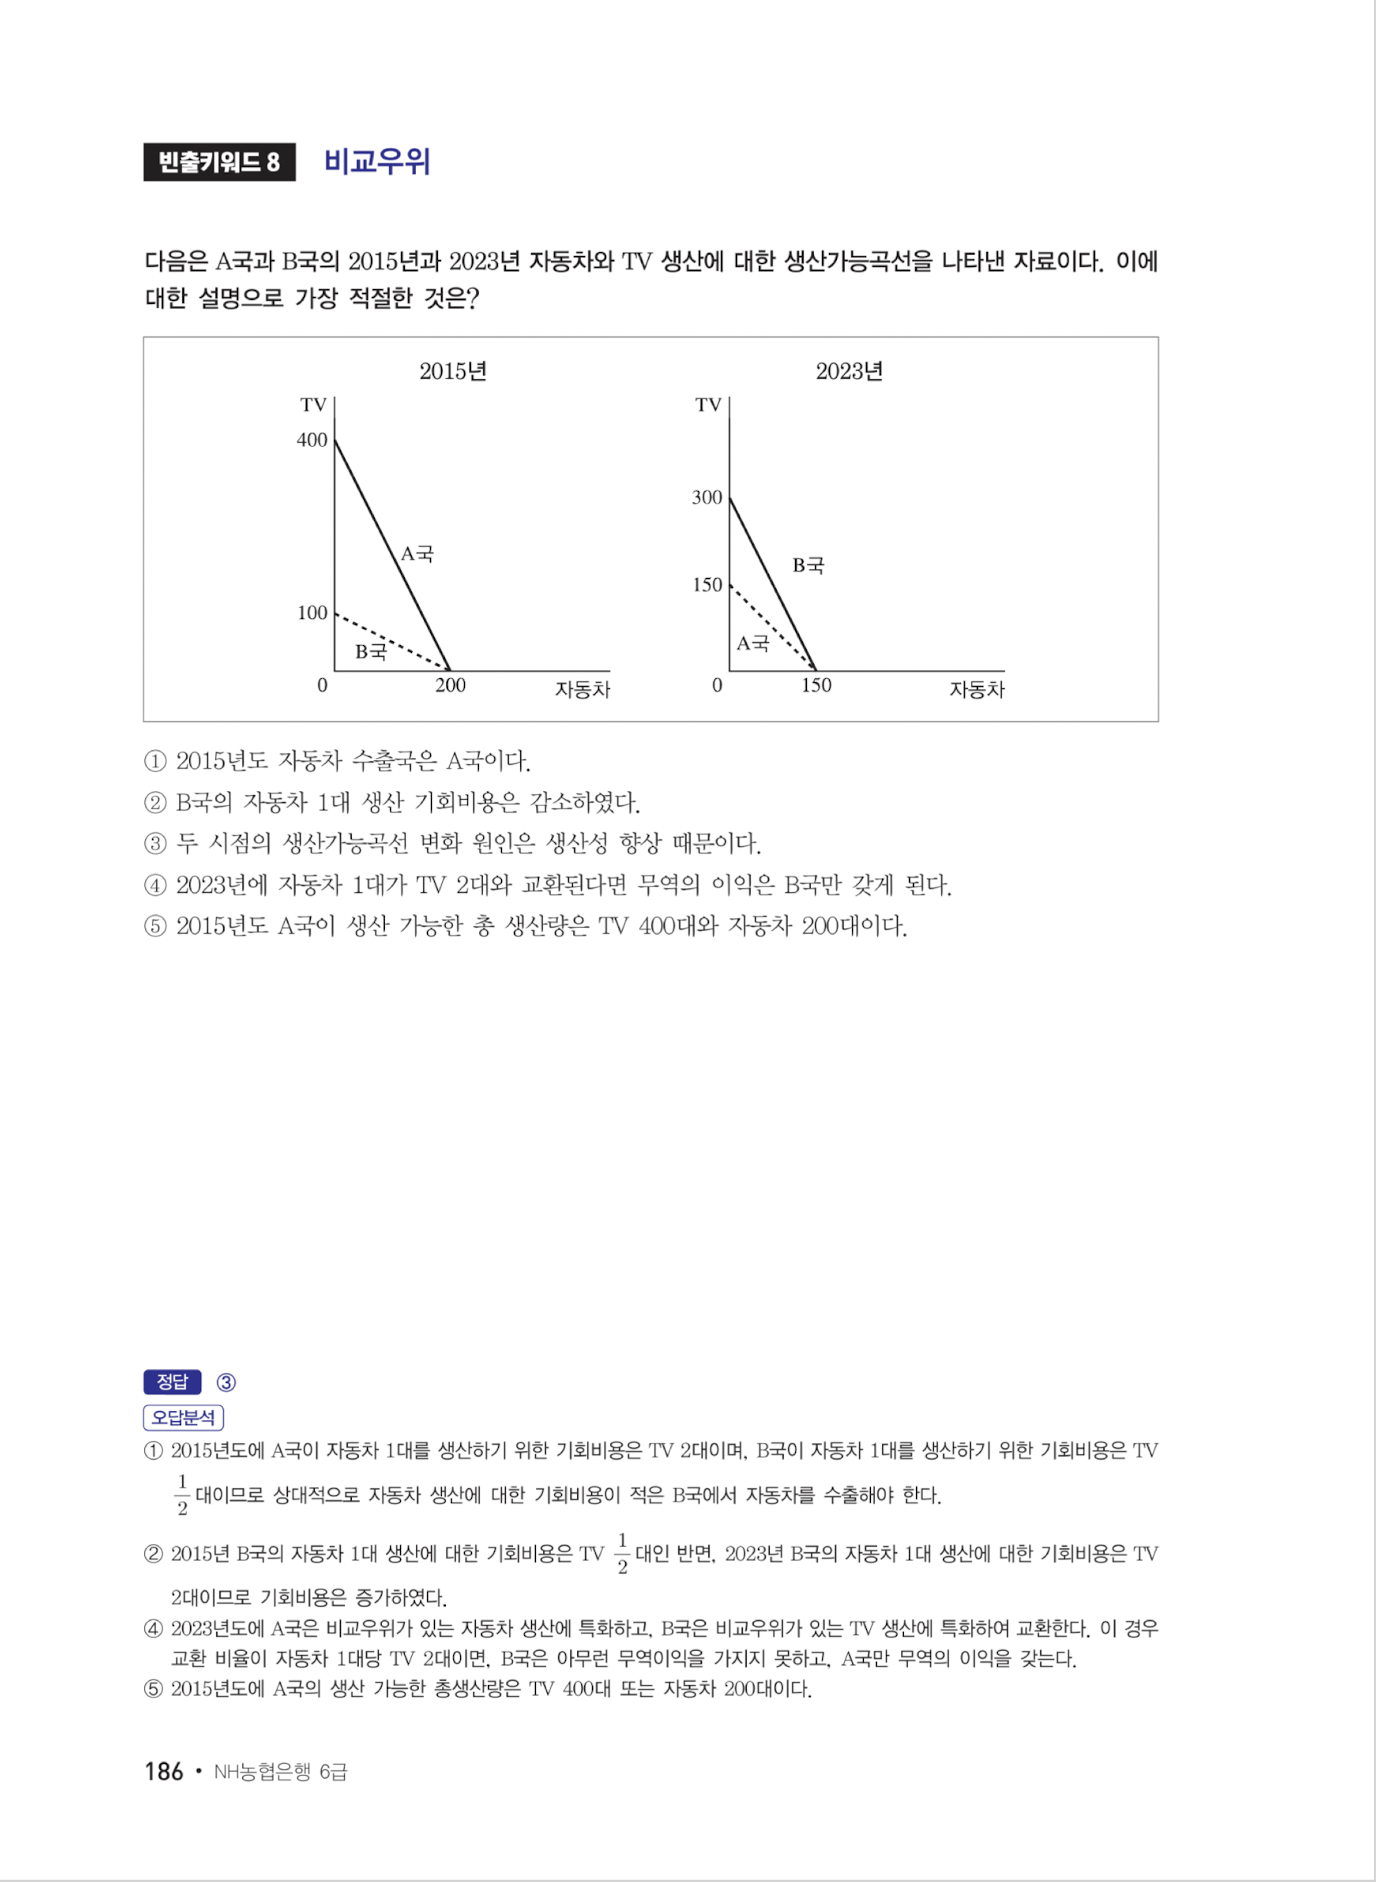 빈출키워드 8 비교우위
다음은 A국과 B국의 2015년과 2023년 자동차와 TV 생산에 대한 생산가능곡선을 나타낸 자료이다. 이에
대한 설명으로 가장 적절한 것은?
2015년
TV
400
A국
100
B국
0
200
자동차
2023년
TV
300
B국
150
A국
0
150
자동차
① 2015년도 자동차 수출국은 A국이다.
② B국의 자동차 1대 생산 기회비용은 감소하였다.
③ 두 시점의 생산가능곡선 변화 원인은 생산성 향상 때문이다.
④ 2023년에 자동차 1대가 TV 2대와 교환된다면 무역의 이익은 B국만 갖게 된다.
⑤ 2015년도 A국이 생산 가능한 총 생산량은 TV 400대와 자동차 200대이다.
정답 ③
오답분석
① 2015년도에 A국이 자동차 1대를 생산하기 위한 기회비용은 TV 2대이며, B국이 자동차 1대를 생산하기 위한 기회비용은 TV
1/2 대이므로 상대적으로 자동차 생산에 대한 기회비용이 적은 B국에서 자동차를 수출해야 한다.
② 2015년 B국의 자동차 1대 생산에 대한 기회비용은 TV 1/2 대인 반면, 2023년 B국의 자동차 1대 생산에 대한 기회비용은 TV
2대이므로 기회비용은 증가하였다.
④ 2023년도에 A국은 비교우위가 있는 자동차 생산에 특화하고, B국은 비교우위가 있는 TV 생산에 특화하여 교환한다. 이 경우
교환 비율이 자동차 1대당 TV 2대이면, B국은 아무런 무역이익을 가지지 못하고, A국만 무역의 이익을 갖는다.
⑤ 2015년도에 A국의 생산 가능한 총생산량은 TV 400대 또는 자동차 200대이다.
186 • NH농협은행 6급